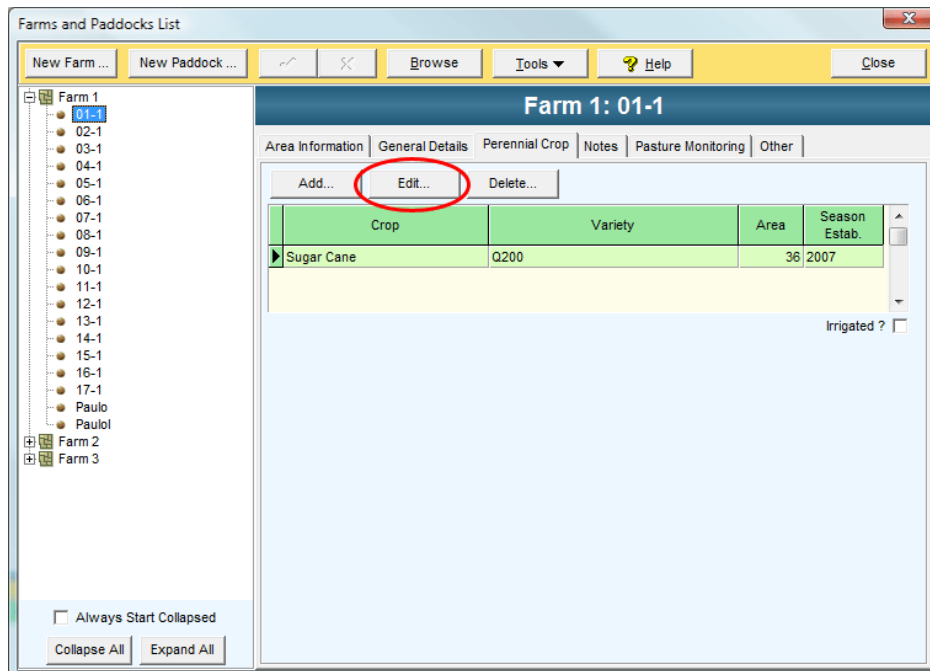 Farms and Paddocks List
New Farm ... New Paddock ... Browse Tools Help Close
Farm 1
01-1
02-1
03-1
04-1
05-1
06-1
07-1
08-1
09-1
10-1
11-1
12-1
13-1
14-1
15-1
16-1
17-1
Paulo
Paulol
Farm 2
Farm 3
Always Start Collapsed
Collapse All Expand All
Farm 1: 01-1
Area Information General Details Perennial Crop Notes Pasture Monitoring Other
Add... Edit... Delete...
Crop Variety Area Season Estab.
Sugar Cane Q200 36 2007
Irrigated ?